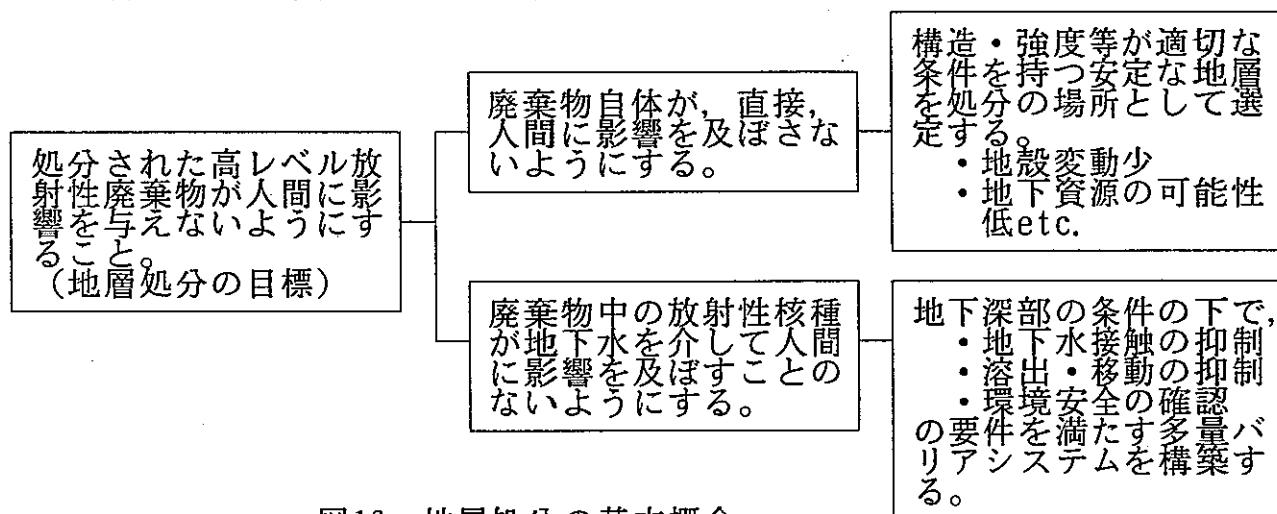 処分された高レベル放
射性廃棄物が人間に影
響を与えないようにす
ること。
(地層処分の目標)
廃棄物自体が,直接,
人間に影響を及ぼさな
いようにする。
構造・強度等が適切な
条件を持つ安定な地層
を処分の場所として選
定する。
・地殻変動少
・地下資源の可能性
低etc.
廃棄物中の放射性核種
が地下水を介して人間
に影響を及ぼすことの
ないようにする。
地下深部の条件の下で,
・地下水接触の抑制
・溶出・移動の抑制
・環境安全の確認
の要件を満たす多量バ
リアシステムを構築す
る。
地層処分の基本概念